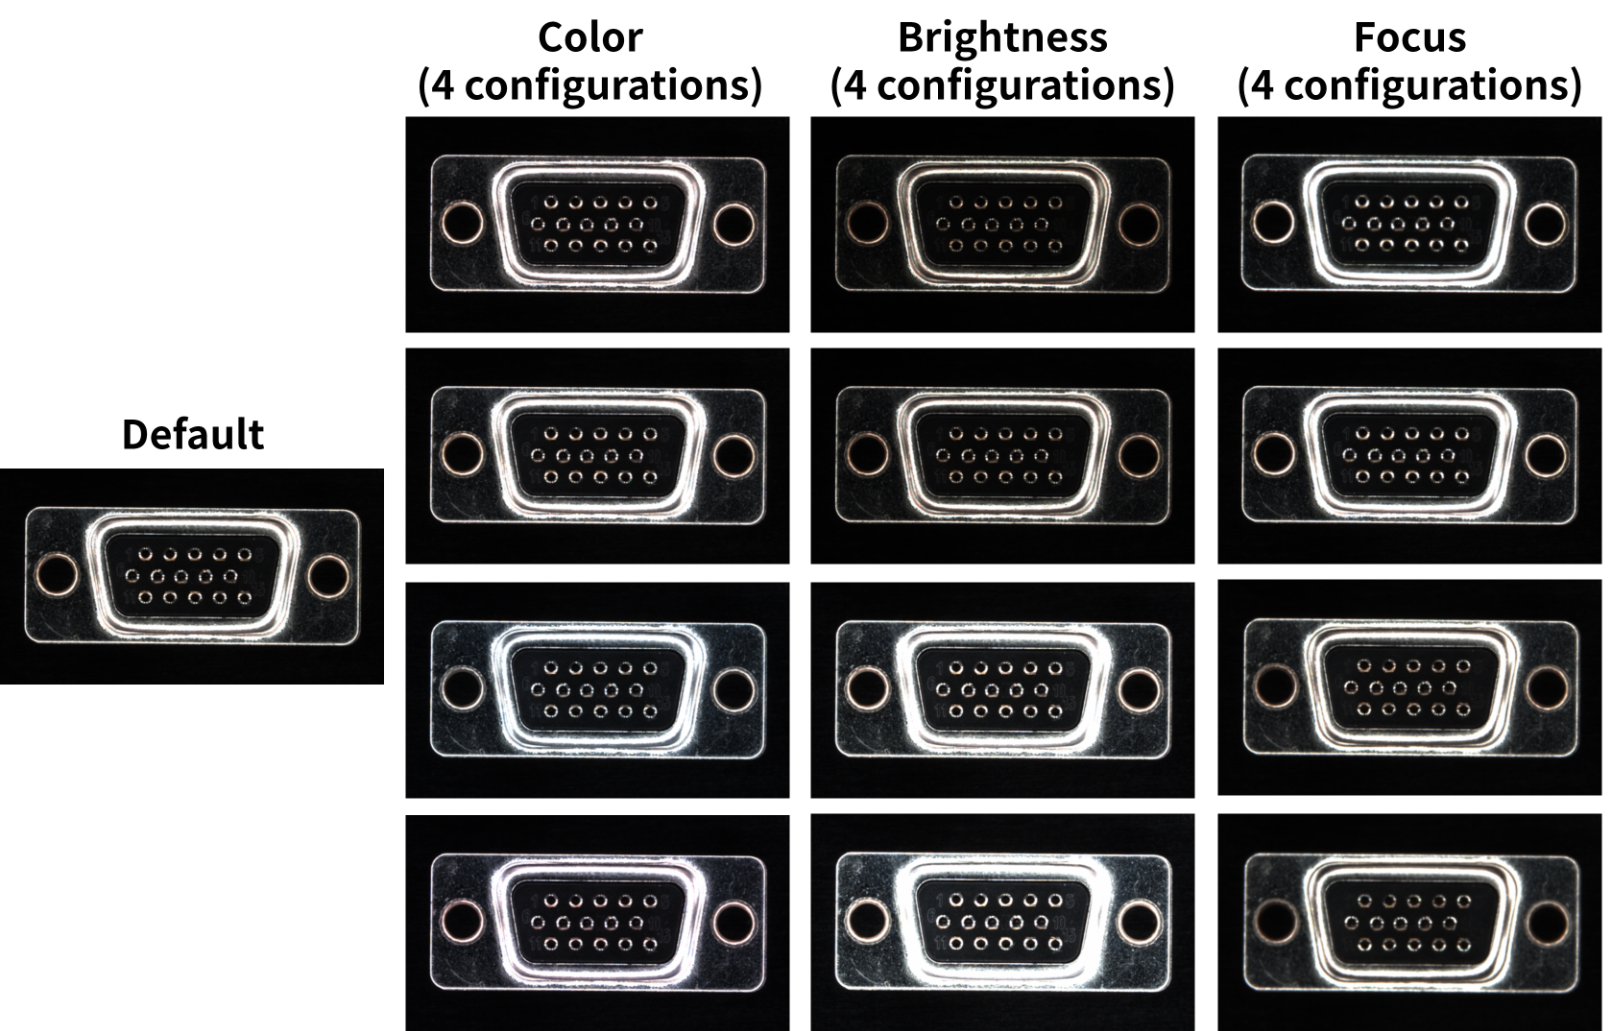 Color
(4 configurations)
Brightness
(4 configurations)
Focus
(4 configurations)
Default